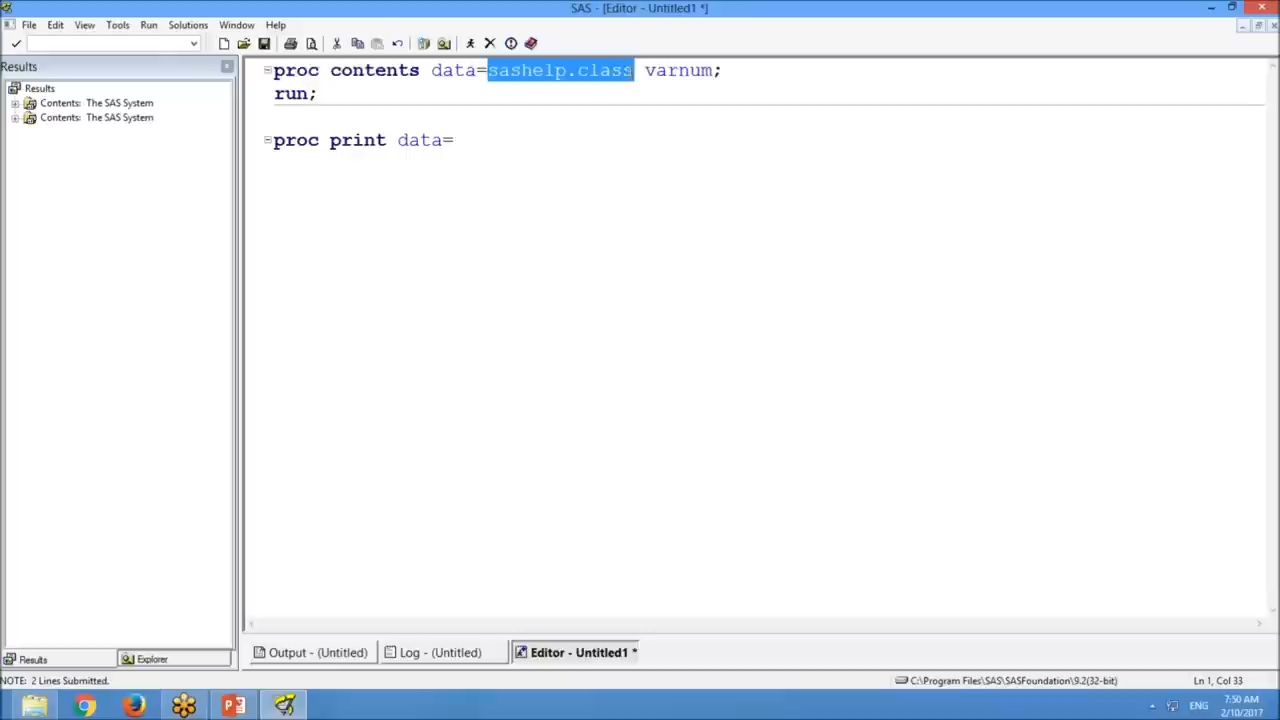 SAS - [Editor - Untitled1 *]
File Edit View Tools Run Solutions Window Help
Results
proc contents data=sashelp.class varnum;
run;
proc print data=
Results
Contents: The SAS System
Contents: The SAS System
Results
Explorer
Output - (Untitled)
Log - (Untitled)
Editor - Untitled1 *
NOTE: 2 Lines Submitted.
C:\Program Files\SAS\SASFoundation\9.2(32-bit)
Ln 1, Col 33
ENG
7:50 AM
2/10/2017